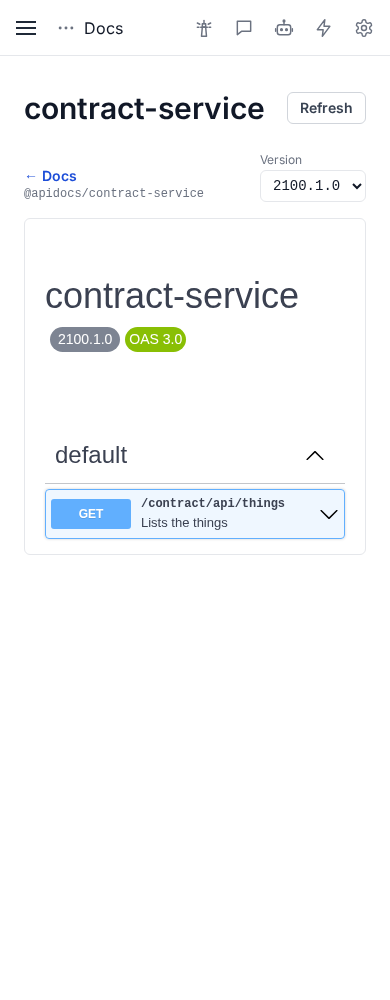 Docs
contract-service
Refresh
← Docs
@apidocs/contract-service
Version
2100.1.0
contract-service
2100.1.0 OAS 3.0
default
GET
/contract/api/things
Lists the things